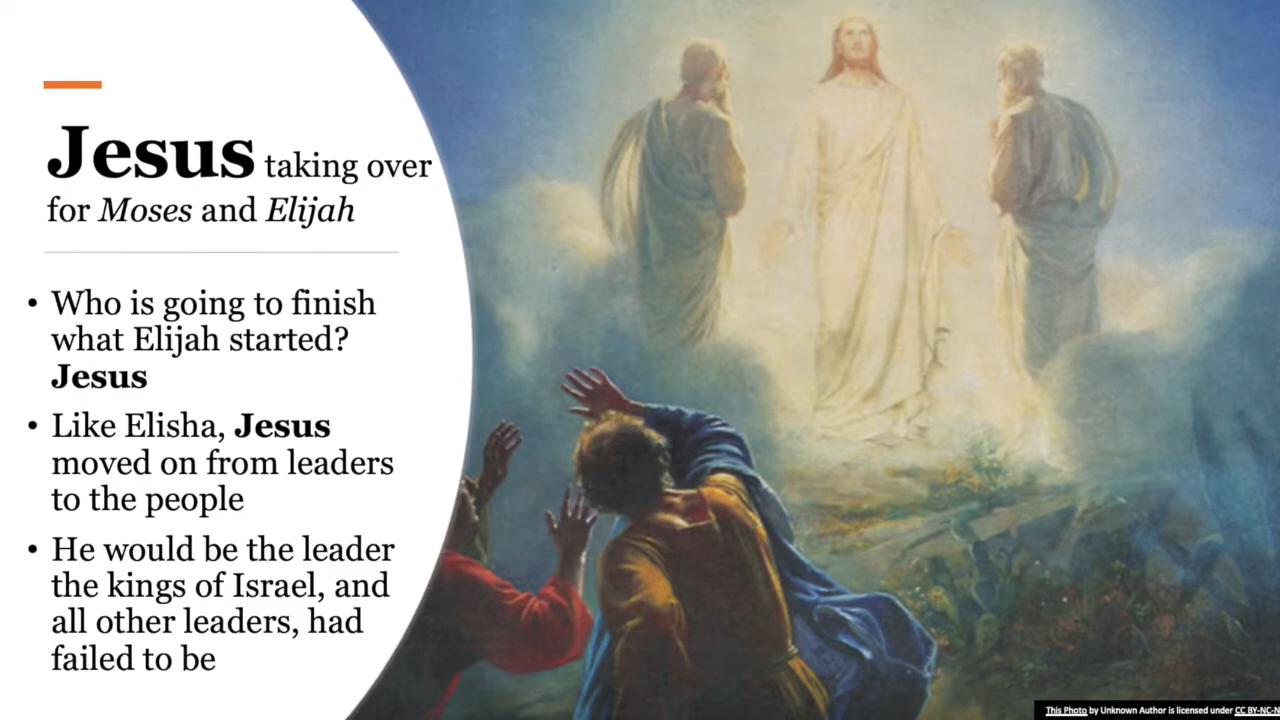 Jesus taking over
for Moses and Elijah
• Who is going to finish
what Elijah started?
Jesus
• Like Elisha, Jesus
moved on from leaders
to the people
• He would be the leader
the kings of Israel, and
all other leaders, had
failed to be
This Photo by Unknown Author is licensed under CC BY-NC-N